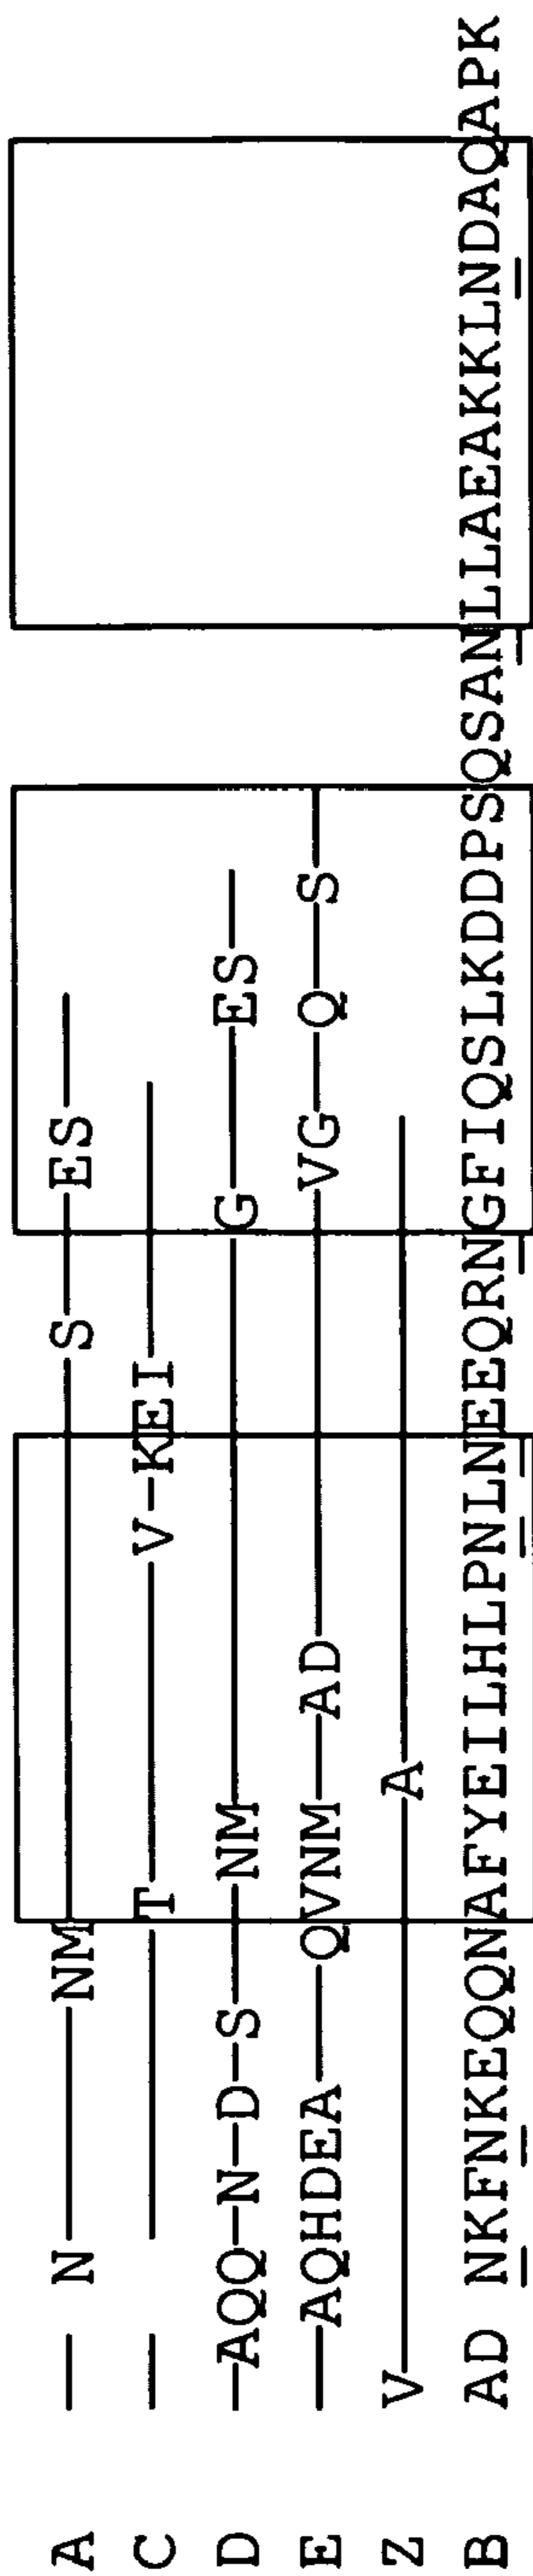 A — N — NM — S — ES —
C — — T — V-KEI —
D -AQQ-N-D-S — NM — G — ES —
E — AQHDEA — QVNM — AD — VG — Q — S —
Z V — A —
B AD NKFNKEQQNAFYEILHLPNLNEEQRNGFIQSLKDDPSQSANLLAEAKKLNDAQAPK